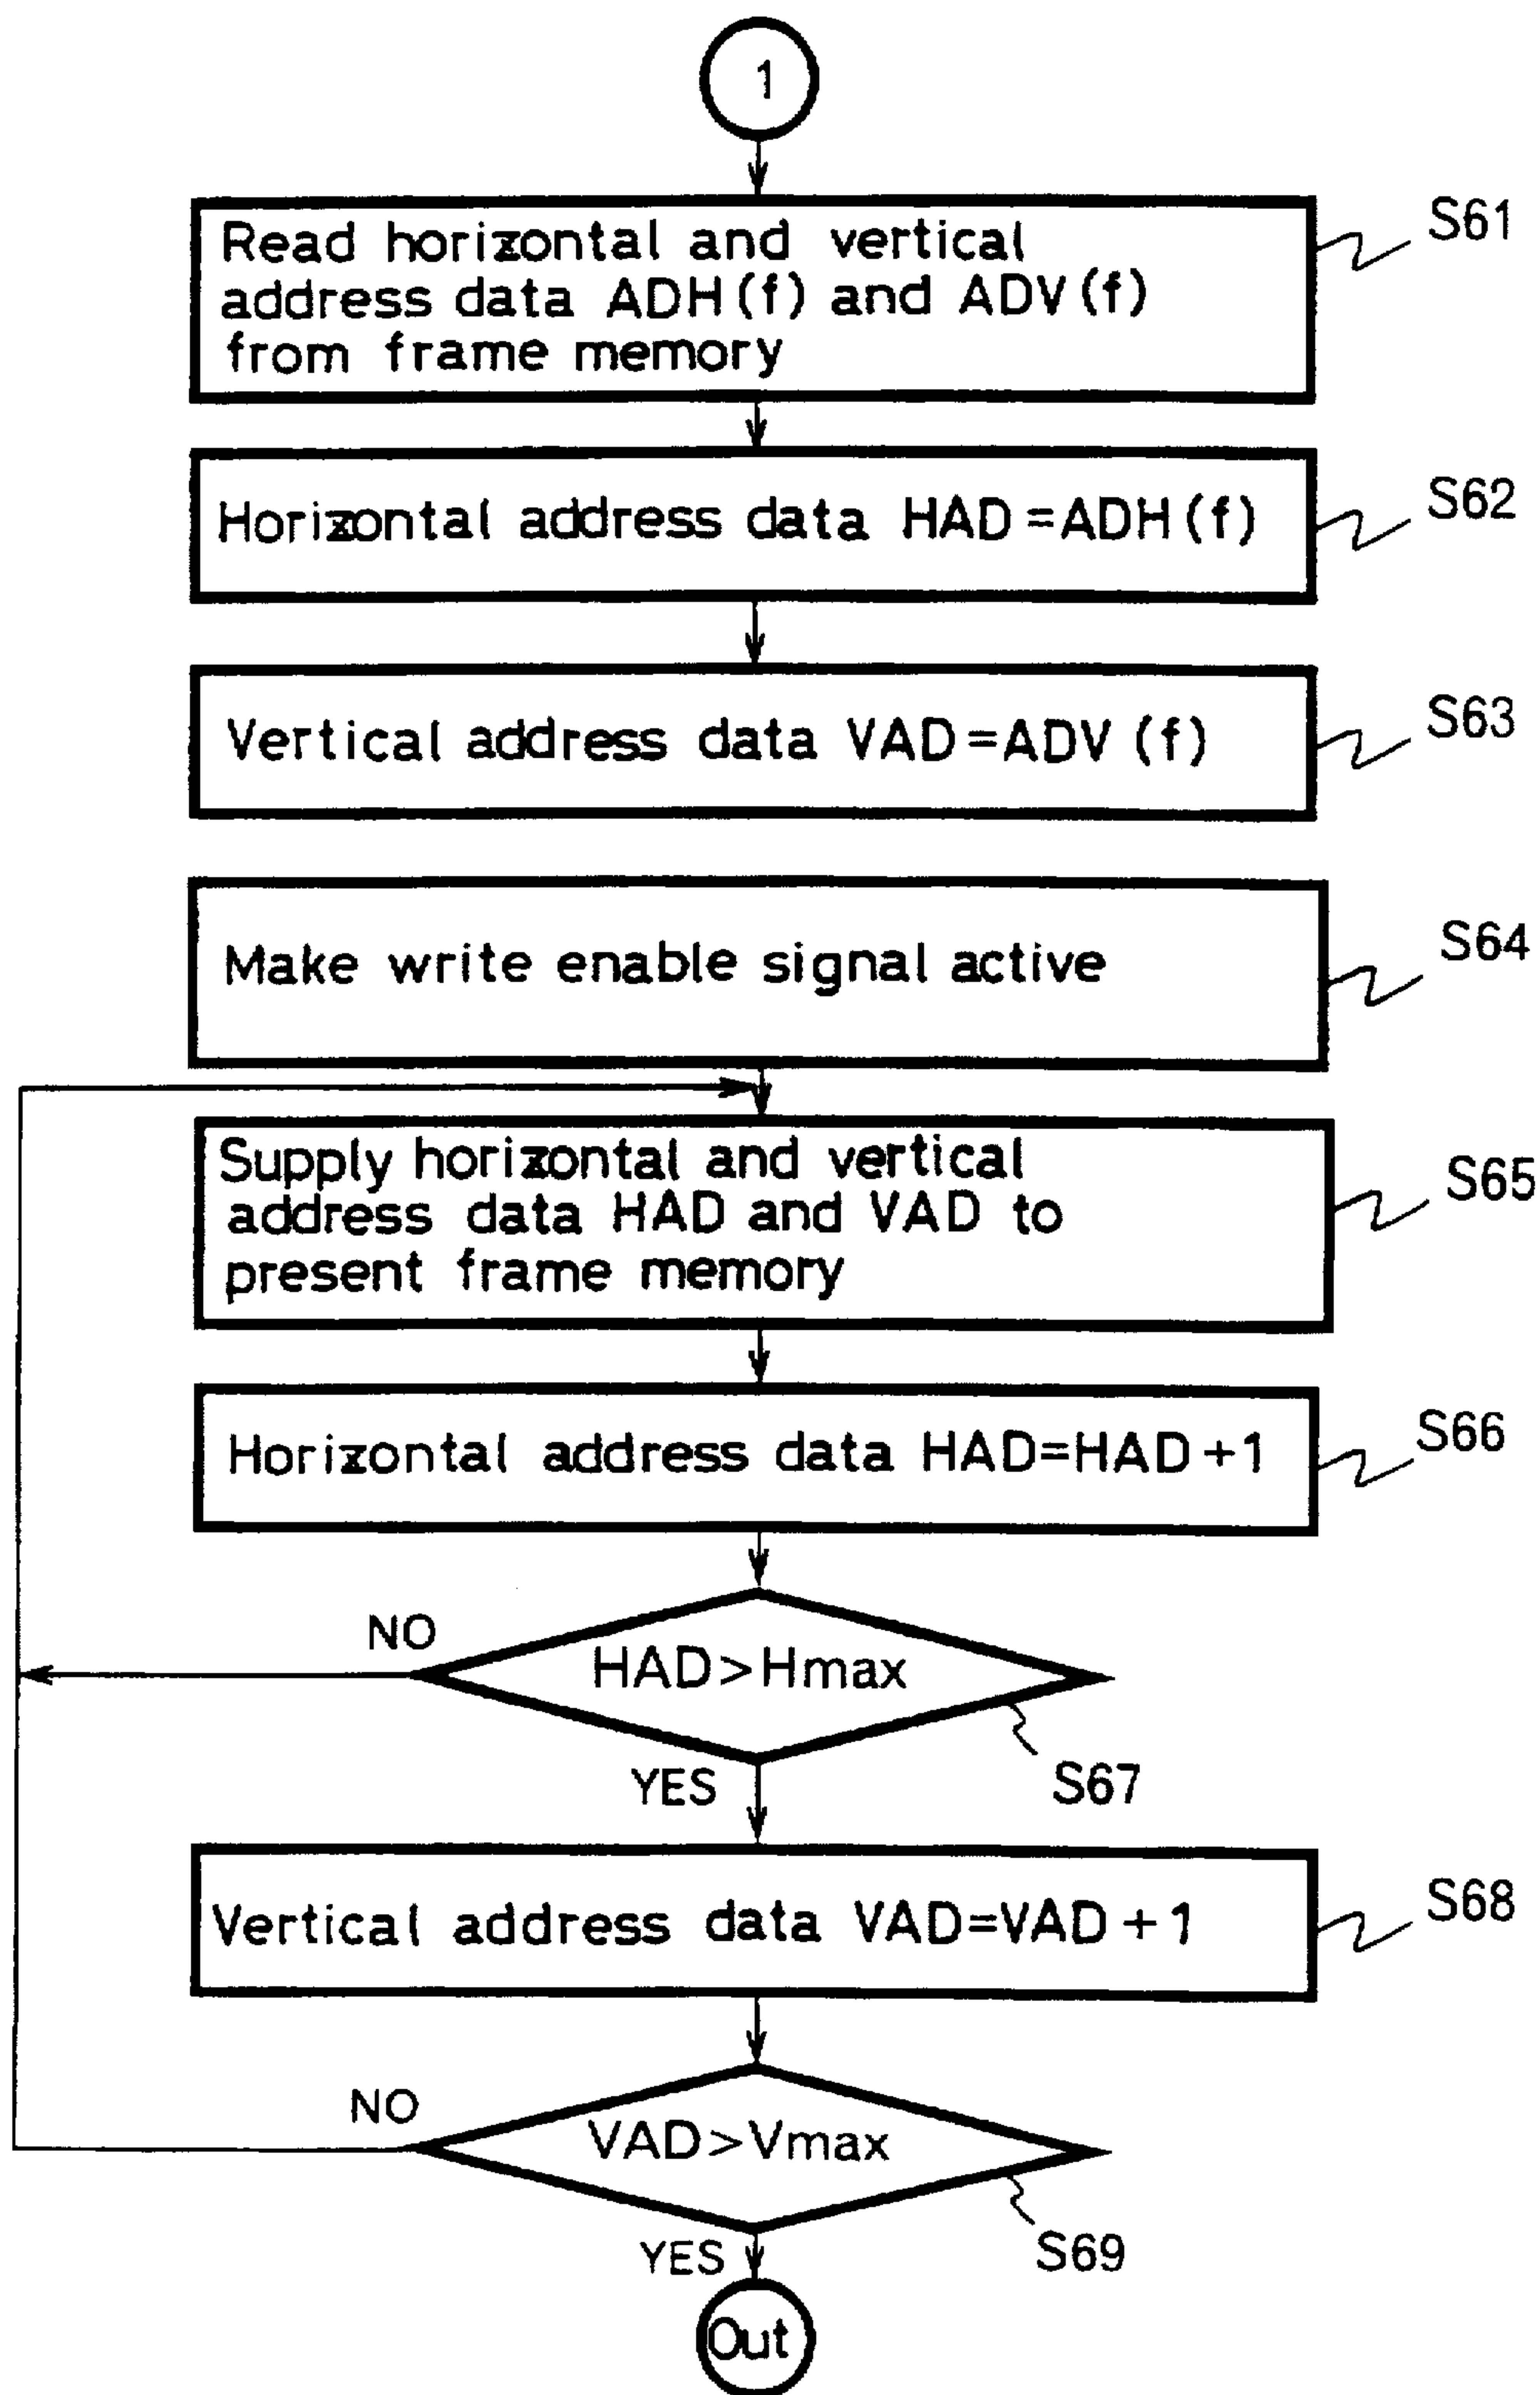 1
Read horizontal and vertical
address data ADH(f) and ADV(f)
from frame memory
S61
Horizontal address data HAD=ADH(f)
S62
Vertical address data VAD=ADV(f)
S63
Make write enable signal active
S64
Supply horizontal and vertical
address data HAD and VAD to
present frame memory
S65
Horizontal address data HAD=HAD+1
S66
NO
HAD>Hmax
YES
S67
Vertical address data VAD=VAD+1
S68
NO
VAD>Vmax
YES
S69
Out